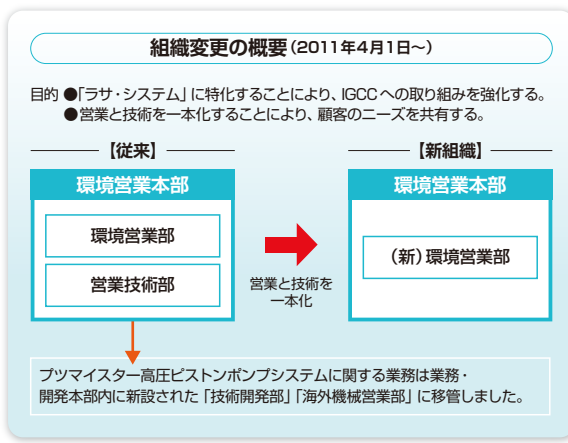 組織変更の概要(2011年4月1日~)
目的 ●「ラサ・システム」に特化することにより、IGCCへの取り組みを強化する。
●営業と技術を一本化することにより、顧客のニーズを共有する。
【従来】
【新組織】
環境営業本部
環境営業本部
環境営業部
営業技術部
営業と技術を
一本化
(新)環境営業部
プツマイスター高圧ピストンポンプシステムに関する業務は業務・
開発本部内に新設された「技術開発部」「海外機械営業部」に移管しました。